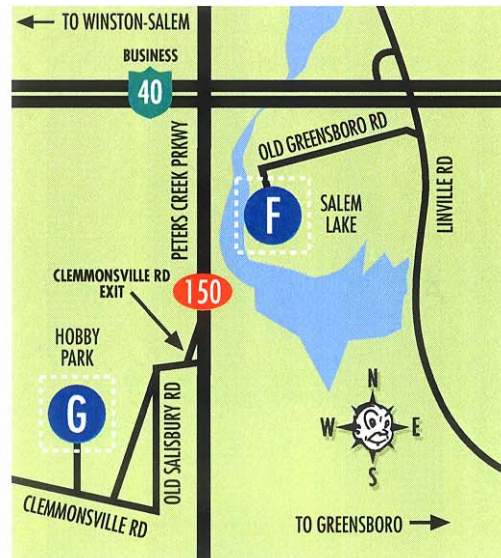 TO WINSTON-SALEM
BUSINESS
40
PETERS CREEK PRKWY
OLD GREENSBORO RD
LINVILLE RD
F
SALEM
LAKE
CLEMMONSVILLE RD
EXIT
150
HOBBY
PARK
G
OLD SALISBURY RD
N
W
E
S
CLEMMONSVILLE RD
TO GREENSBORO